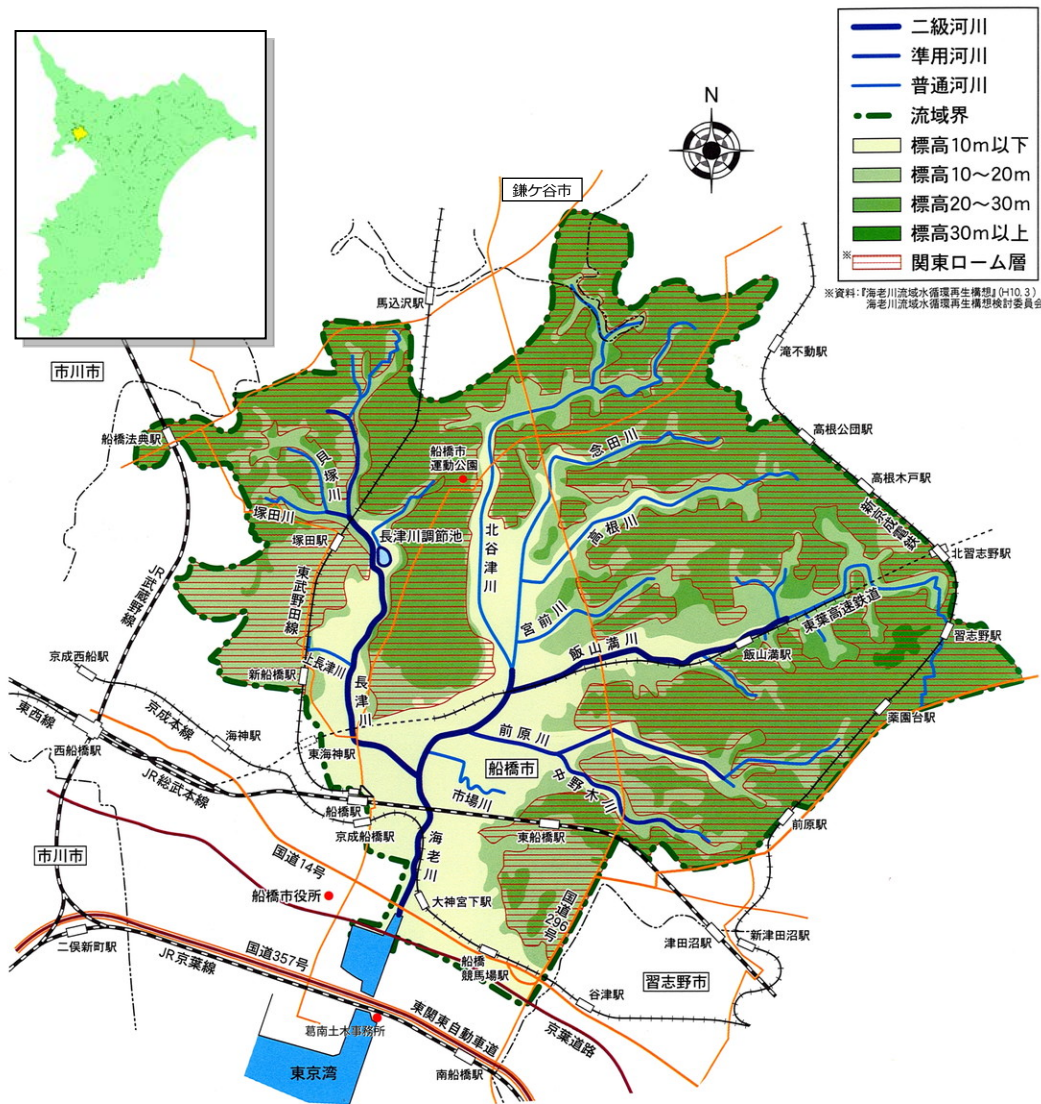 二級河川
準用河川
普通河川
流域界
標高10m以下
標高10～20m
標高20～30m
標高30m以上
※関東ローム層
※資料:『海老川流域水循環再生構想』(H10.3)
海老川流域水循環再生構想検討委員会
N
鎌ケ谷市
馬込沢駅
滝不動駅
市川市
船橋法典駅
高根公団駅
船橋市
運動公園
念田川
高根木戸駅
貝塚川
塚田川
塚田駅
長津川調節池
北谷津川
高根川
新京成電鉄
北習志野駅
JR武蔵野線
東武野田線
宮前川
東葉高速鉄道
飯山満川
飯山満駅
習志野駅
京成西船駅
新船橋駅
上長津川
長津川
薬園台駅
東西線
京成本線
海神駅
東海神駅
前原川
西船橋駅
JR総武本線
船橋市
中野木川
市場川
船橋駅
京成船橋駅
東船橋駅
前原駅
海老川
市川市
国道14号
船橋市役所
大神宮下駅
国道296号
二俣新町駅
国道357号
JR京葉線
津田沼駅
新津田沼駅
船橋
競馬場駅
習志野市
谷津駅
葛南土木事務所
東関東自動車道
京葉道路
東京湾
南船橋駅